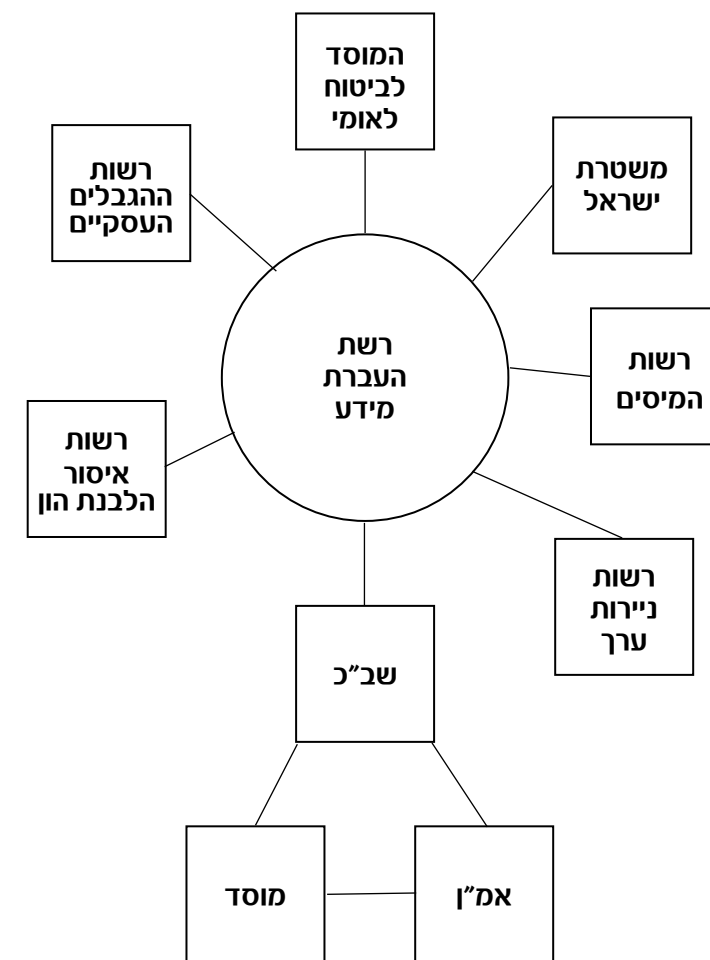 המוסד
לביטוח
לאומי
משטרת
ישראל
רשות
ההגבלים
העסקיים
רשת
העברת
מידע
רשות
המיסים
רשות
איסור
הלבנת הון
רשות
ניירות
ערך
שב״כ
מוסד
אמ״ן